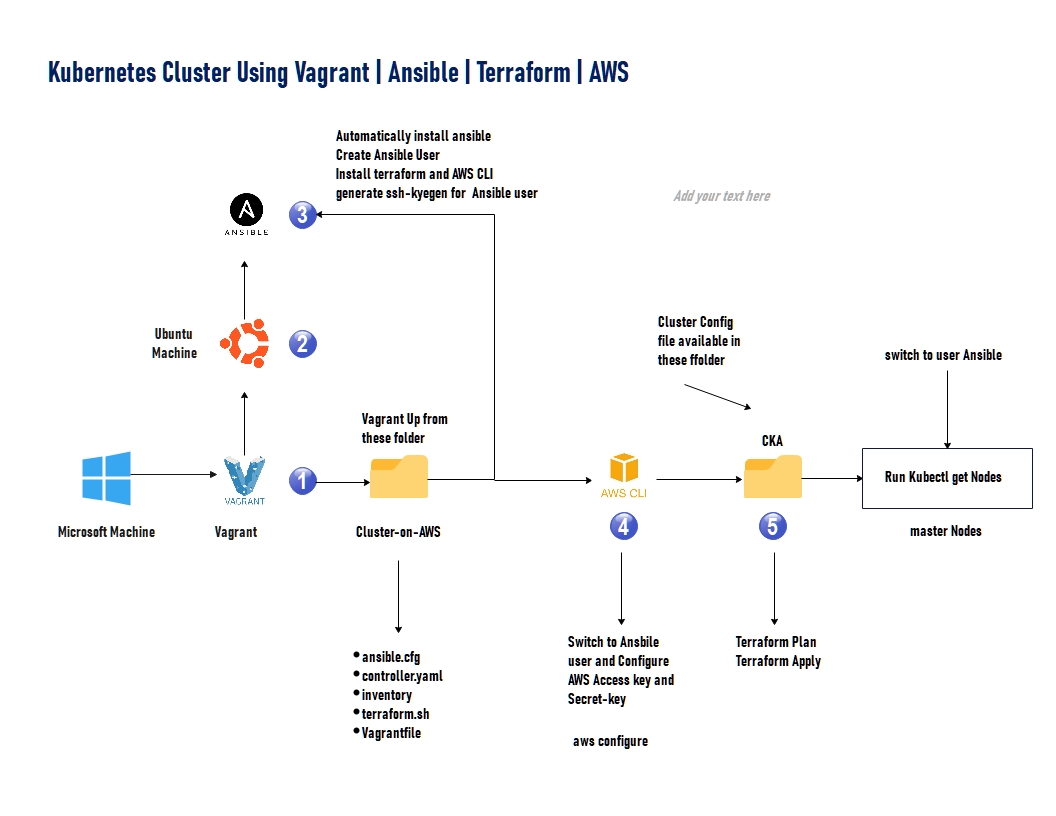 Kubernetes Cluster Using Vagrant | Ansible | Terraform | AWS
Automatically install ansible
Create Ansible User
Install terraform and AWS CLI
generate ssh-kyegen for Ansible user
Add your text here
ANSIBLE
3
Ubuntu
Machine
2
Cluster Config
file available in
these ffolder
switch to user Ansible
Vagrant Up from
these folder
CKA
VAGRANT
1
AWS CLI
Run Kubectl get Nodes
Microsoft Machine
Vagrant
Cluster-on-AWS
4
5
master Nodes
• ansible.cfg
• controller.yaml
• inventory
• terraform.sh
• Vagrantfile
Switch to Ansbile
user and Configure
AWS Access key and
Secret-key
aws configure
Terraform Plan
Terraform Apply